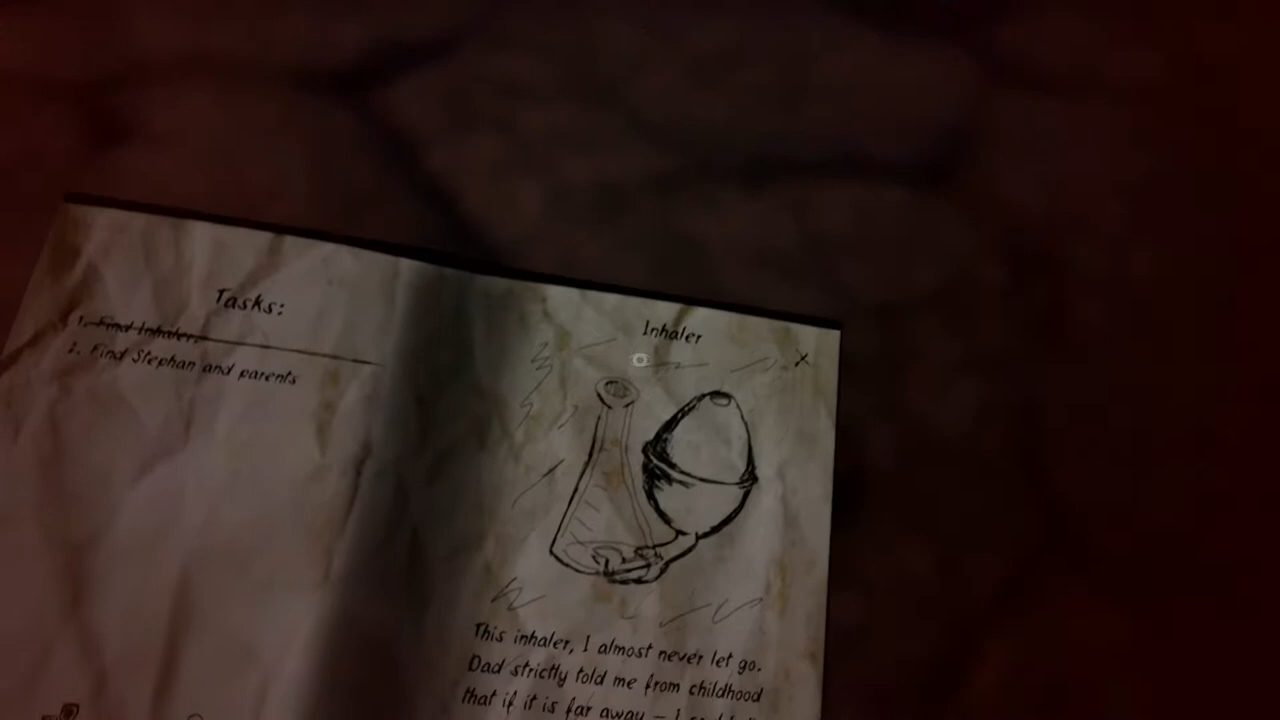 Tasks:
1. Find Inhaler.
2. Find Stephan and parents
Inhaler
X
This inhaler, I almost never let go.
Dad strictly told me from childhood
that if it is far away – I